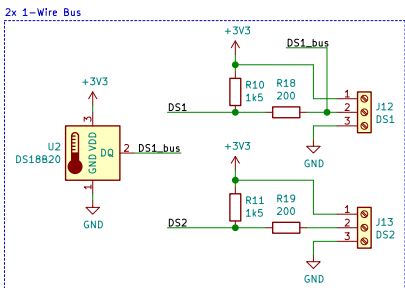 2x 1-Wire Bus
+3V3
DS1_bus
R10
1k5
R18
200
1
2
3
J12
DS1
DS1
GND
+3V3
3
U2
DS18B20
VDD
GND
DQ
2
DS1_bus
1
GND
+3V3
R11
1k5
R19
200
1
2
3
J13
DS2
DS2
GND